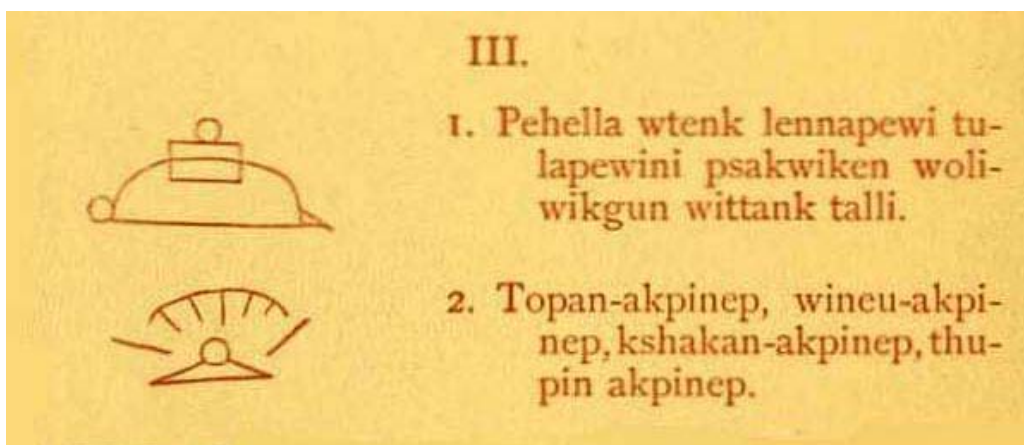 III.
1. Pehella wtenk lennapewi tu-
lapewini psakwiken woli-
wikgun wittank talli.
2. Topan-akpinep, wineu-akpi-
nep, kshakan-akpinep, thu-
pin akpinep.